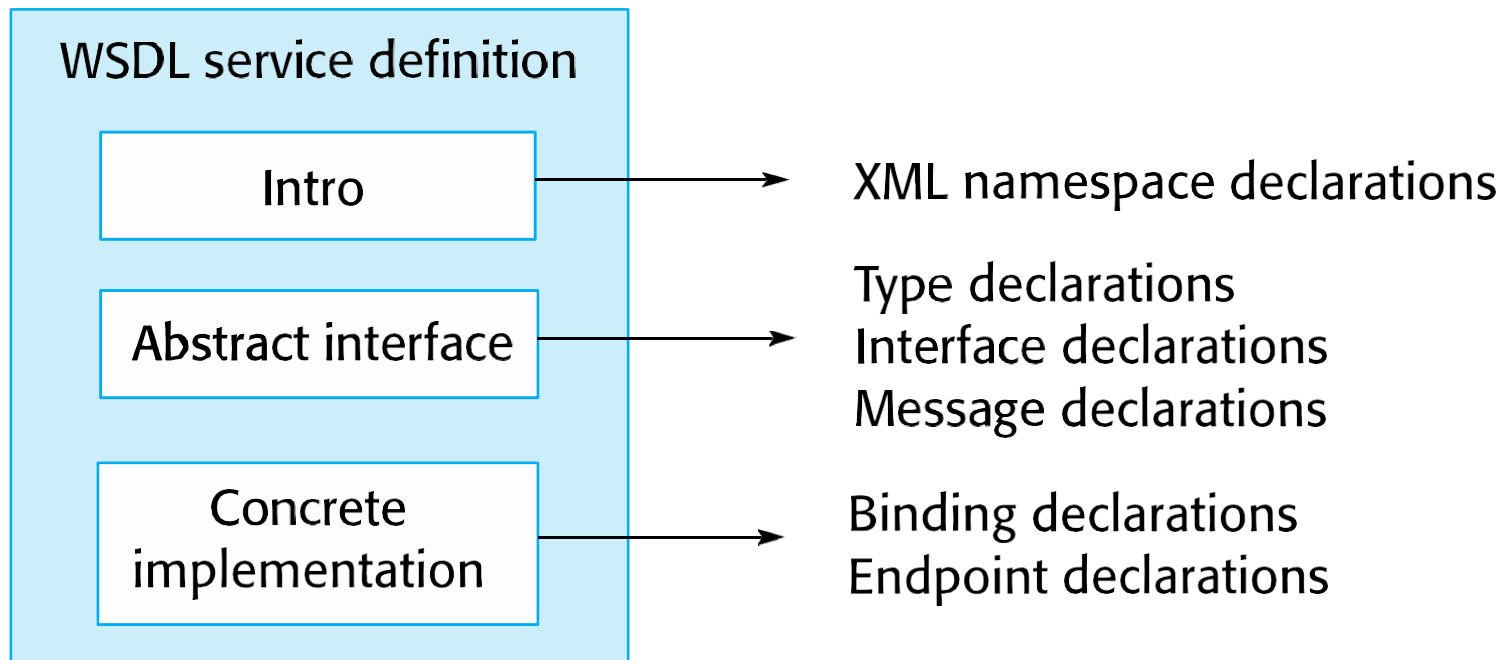 WSDL service definition
Intro
XML namespace declarations
Abstract interface
Type declarations
Interface declarations
Message declarations
Concrete
implementation
Binding declarations
Endpoint declarations